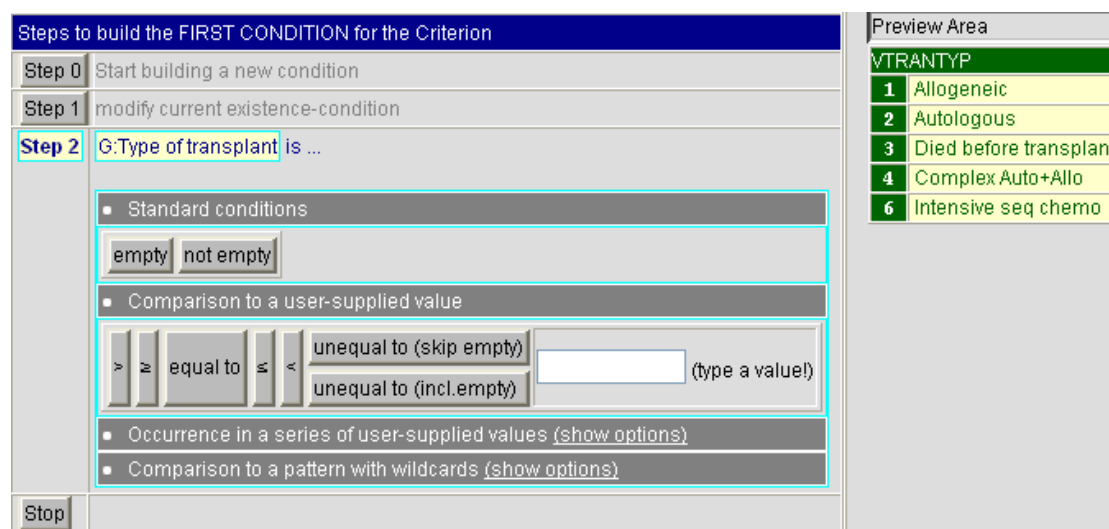 Steps to build the FIRST CONDITION for the Criterion
Step 0 Start building a new condition
Step 1 modify current existence-condition
Step 2 G:Type of transplant is ...
• Standard conditions
empty not empty
• Comparison to a user-supplied value
> ≥ equal to ≤ < unequal to (skip empty) (type a value!)
unequal to (incl.empty)
• Occurrence in a series of user-supplied values (show options)
• Comparison to a pattern with wildcards (show options)
Stop
Preview Area
VTRANTYP
1 Allogeneic
2 Autologous
3 Died before transplan
4 Complex Auto+Allo
6 Intensive seq chemo